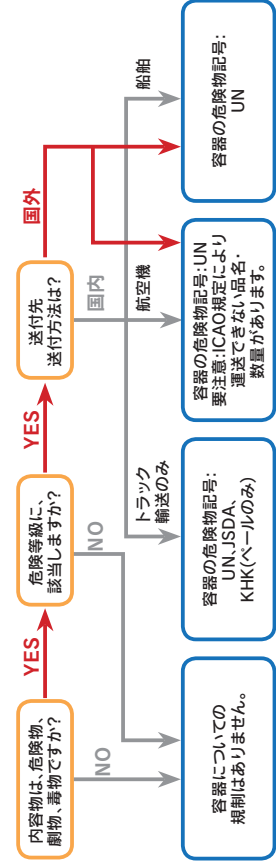 内容物は、危険物、
劇物、毒物ですか?
YES
NO
危険等級に、
該当しますか?
YES
NO
送付先
送付方法は?
国外
国内
トラック
輸送のみ
航空機
船舶
容器についての
規制はありません。
容器の危険物記号:
UN、JSDA、
KHK(ペールのみ)
容器の危険物記号:UN
要注意:ICAOの規定により
運送できない品名・
数量があります。
容器の危険物記号:
UN